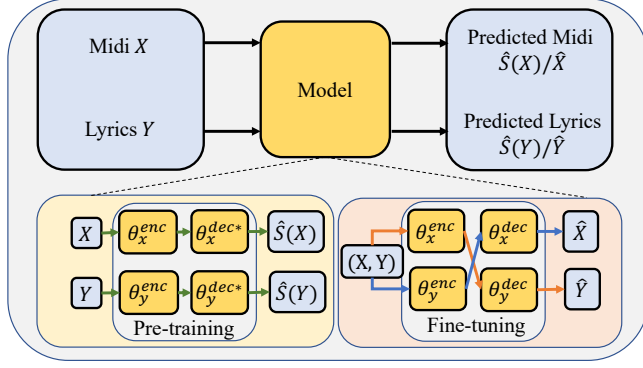 Midi X
Lyrics Y
Model
Predicted Midi
Ŝ(X)/X̂
Predicted Lyrics
Ŝ(Y)/Ŷ
X θ_x^{enc} θ_x^{dec*} Ŝ(X)
Y θ_y^{enc} θ_y^{dec*} Ŝ(Y)
Pre-training
(X, Y)
θ_x^{enc} θ_x^{dec} X̂
θ_y^{enc} θ_y^{dec} Ŷ
Fine-tuning